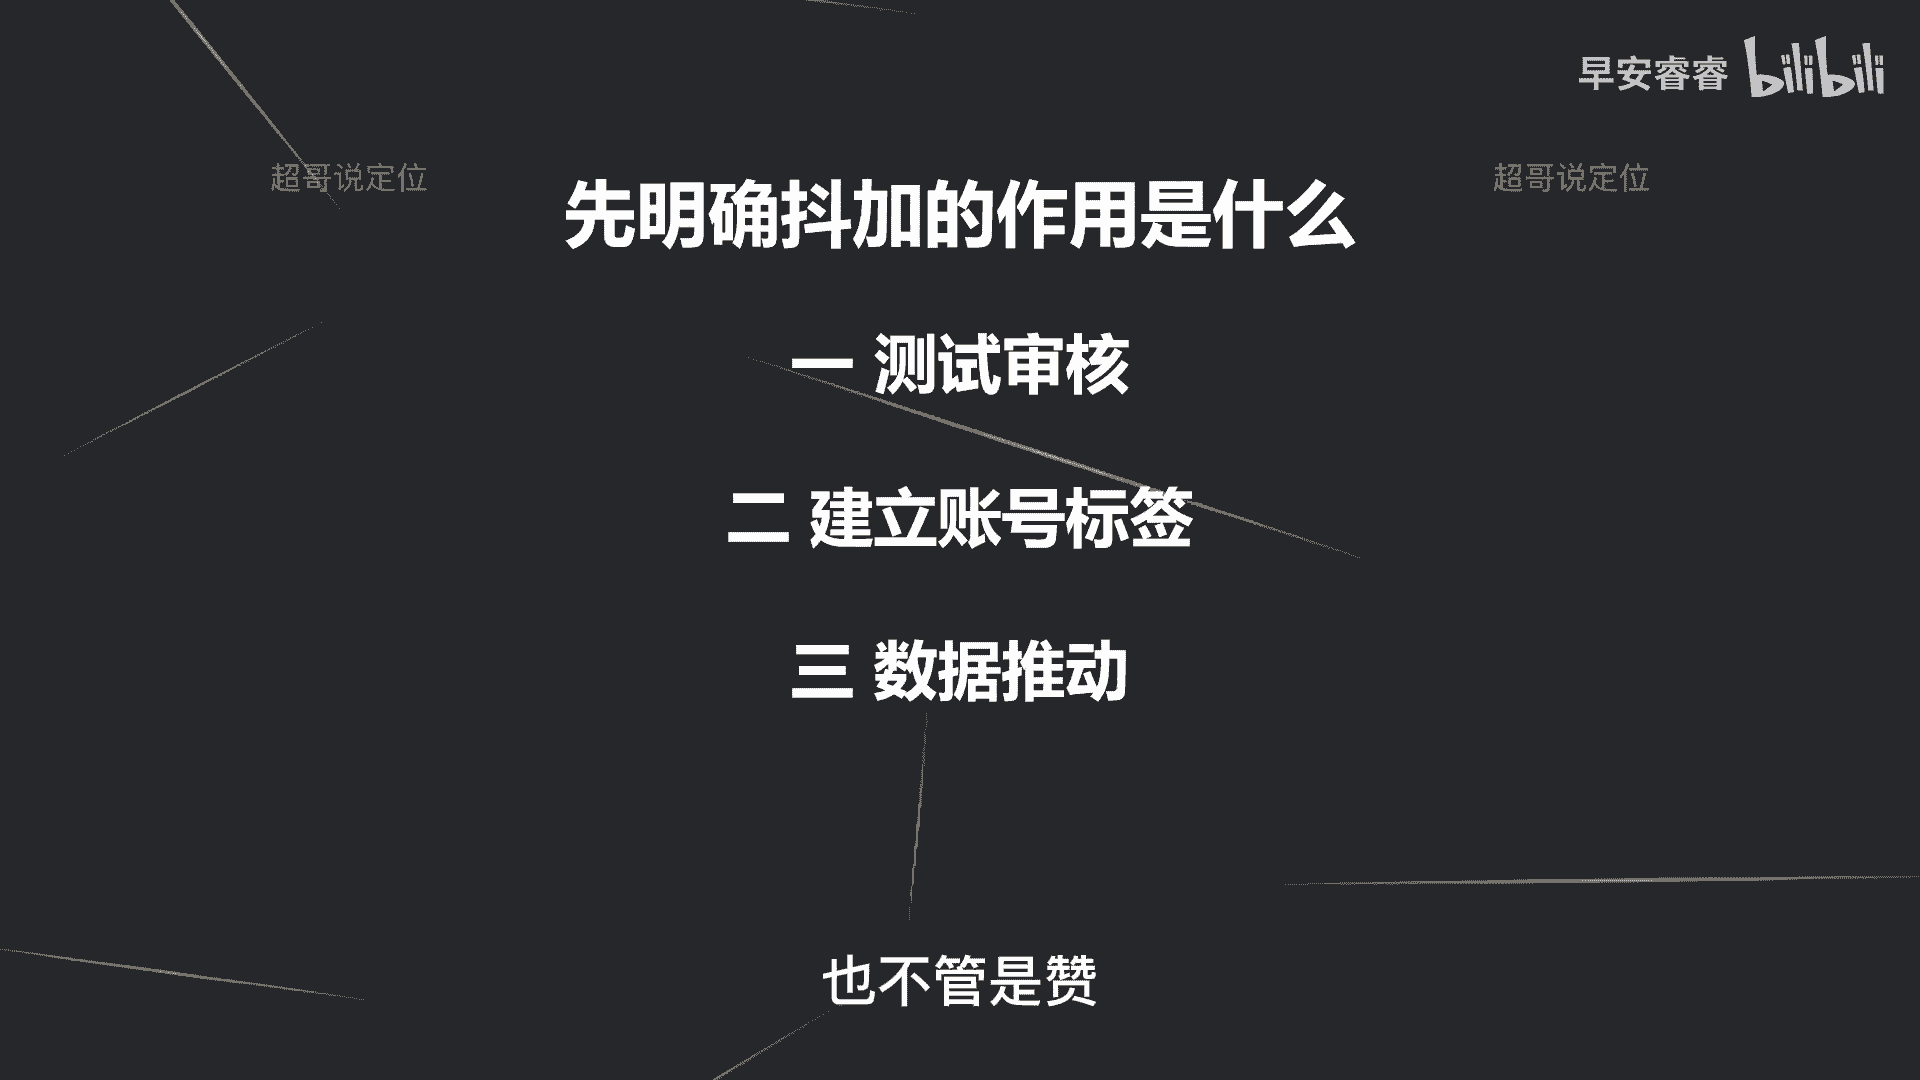 早安睿睿 bilibili
超哥说定位
超哥说定位
先明确抖加的作用是什么
一 测试审核
二 建立账号标签
三 数据推动
也不管是赞